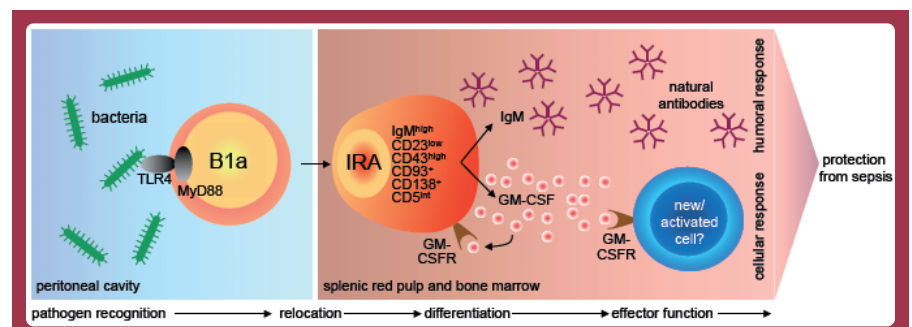 bacteria
TLR4
MyD88
B1a
peritoneal cavity
IRA
IgMhigh
CD23low
CD43high
CD93+
CD138+
CD5int
IgM
GM-CSF
GM-
CSFR
natural
antibodies
new/
activated
cell?
GM-
CSFR
splenic red pulp and bone marrow
humoral response
cellular response
protection
from sepsis
pathogen recognition
relocation
differentiation
effector function